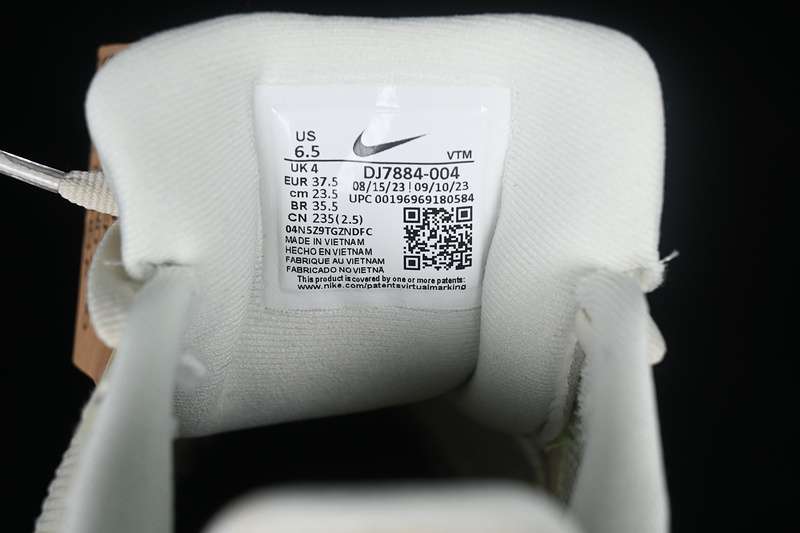 US
6.5
VTM
UK 4
DJ7884-004
EUR 37.5
08/15/23 | 09/10/23
cm 23.5
UPC 00196969180584
BR 35.5
CN 235(2.5)
04N5Z9TGZNDFC
MADE IN VIETNAM
HECHO EN VIETNAM
FABRIQUE AU VIETNAM
FABRICADO NO VIETNA
This product is covered by one or more patents:
www.nike.com/patentsvirtualmarking